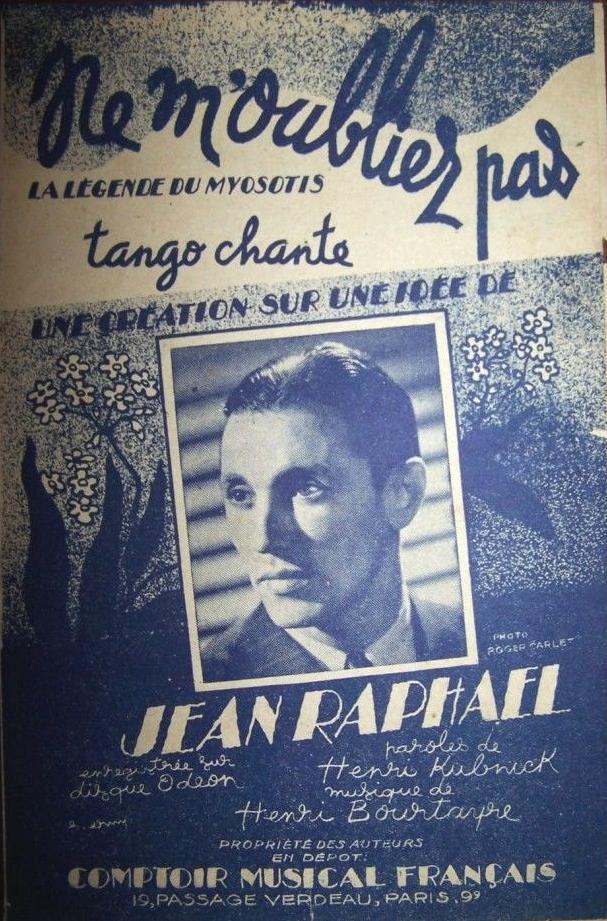 Ne m'oubliez pas
LA LÉGENDE DU MYOSOTIS
tango chanté
UNE CRÉATION SUR UNE IDÉE DE
PHOTO
ROGER CARLET
JEAN RAPHAEL
enregistrée sur
disque Odeon
paroles de
Henri Kubnick
musique de
Henri Bourtayre
PROPRIÉTÉ DES AUTEURS
EN DÉPOT:
COMPTOIR MUSICAL FRANÇAIS
19, PASSAGE VERDEAU, PARIS. 9e